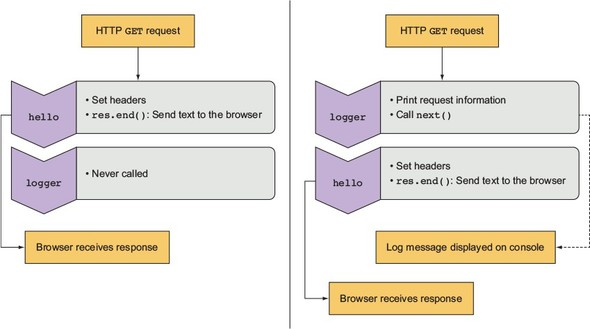 HTTP GET request
hello
• Set headers
• res.end(): Send text to the browser
logger
• Never called
Browser receives response
HTTP GET request
logger
• Print request information
• Call next()
hello
• Set headers
• res.end(): Send text to the browser
Log message displayed on console
Browser receives response